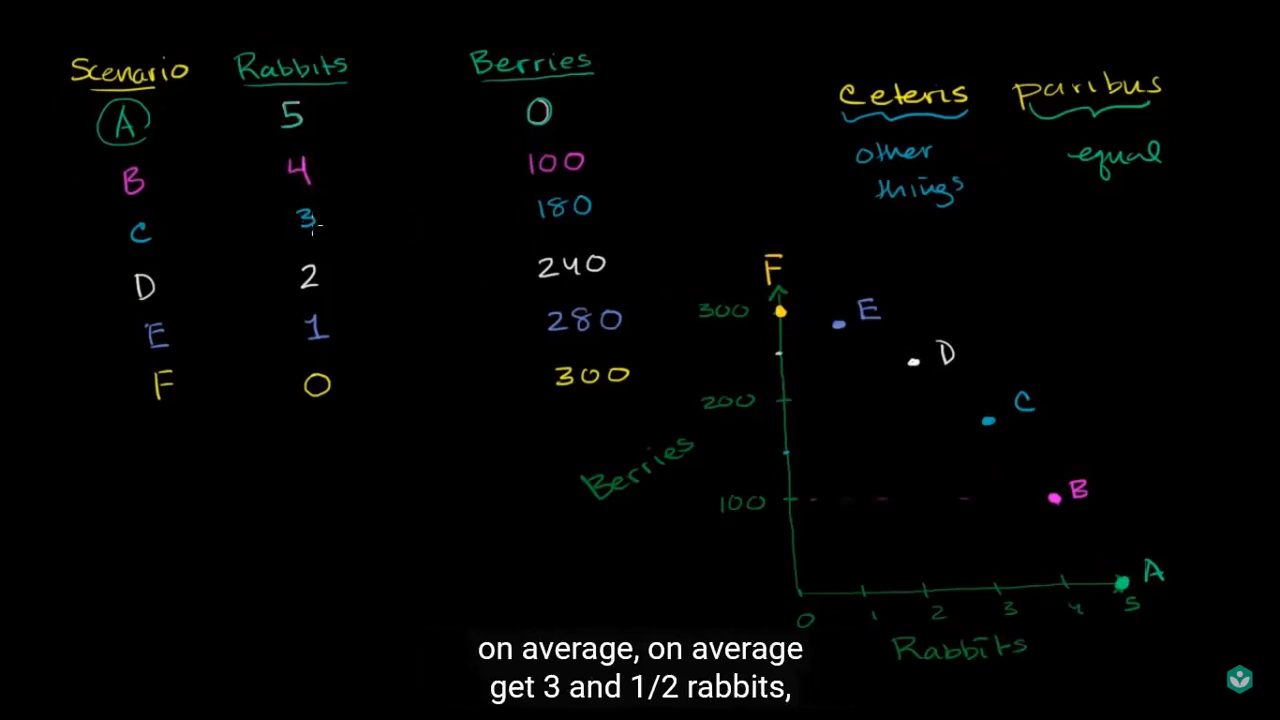 Scenario Rabbits Berries
A 5 0
B 4 100
C 3 180
D 2 240
E 1 280
F 0 300
Ceteris paribus
other equal
things
F
300 E
D
200 C
Berries
100 B
A
0 1 2 3 4 5
Rabbits
on average, on average
get 3 and 1/2 rabbits,